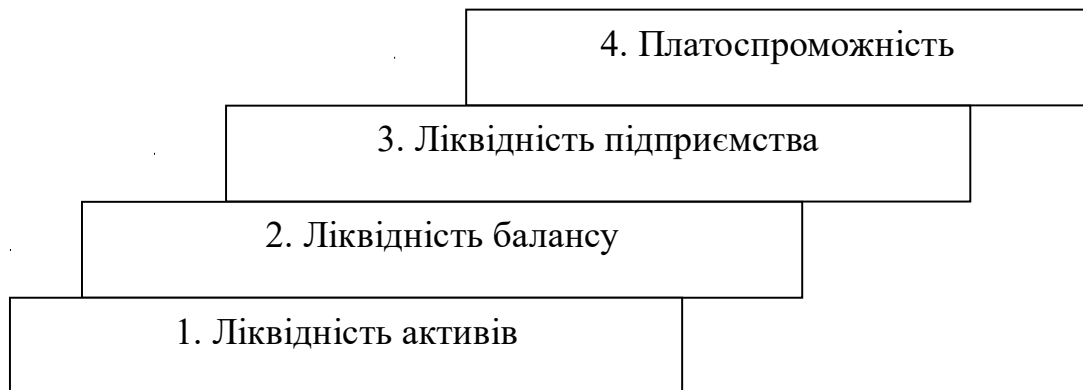 4. Платоспроможність
3. Ліквідність підприємства
2. Ліквідність балансу
1. Ліквідність активів